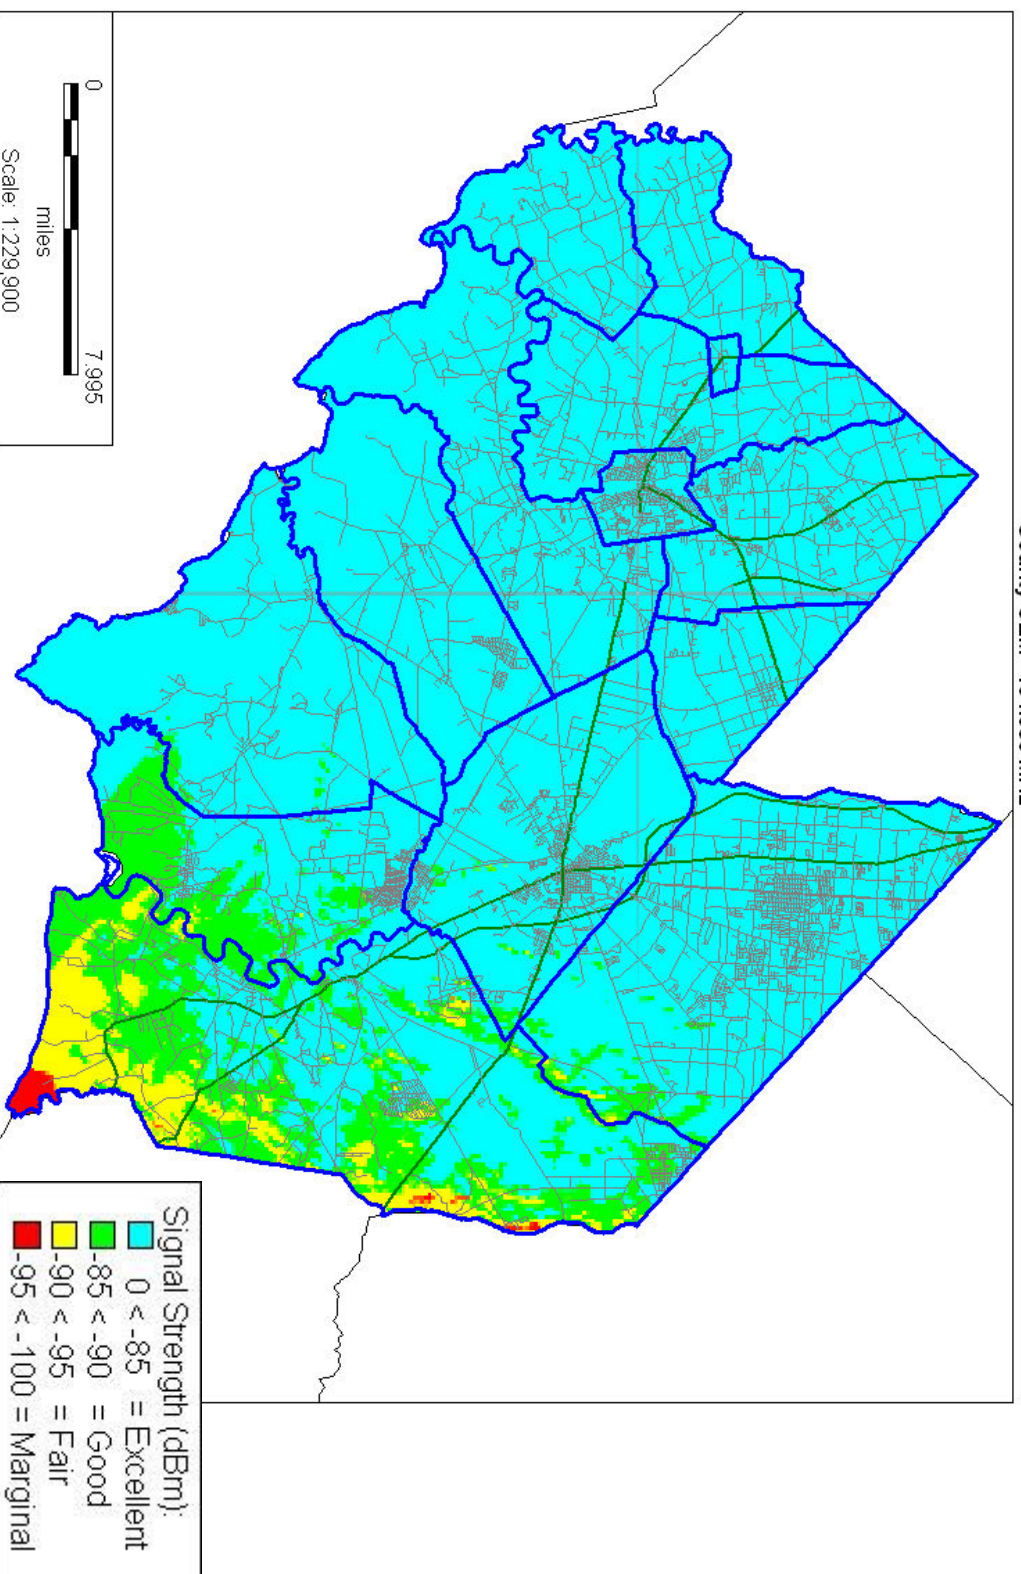 0 7.995
miles
Scale: 1:229,900
Signal Strength (dBm):
0 < -85 = Excellent
-85 < -90 = Good
-90 < -95 = Fair
-95 < -100 = Marginal